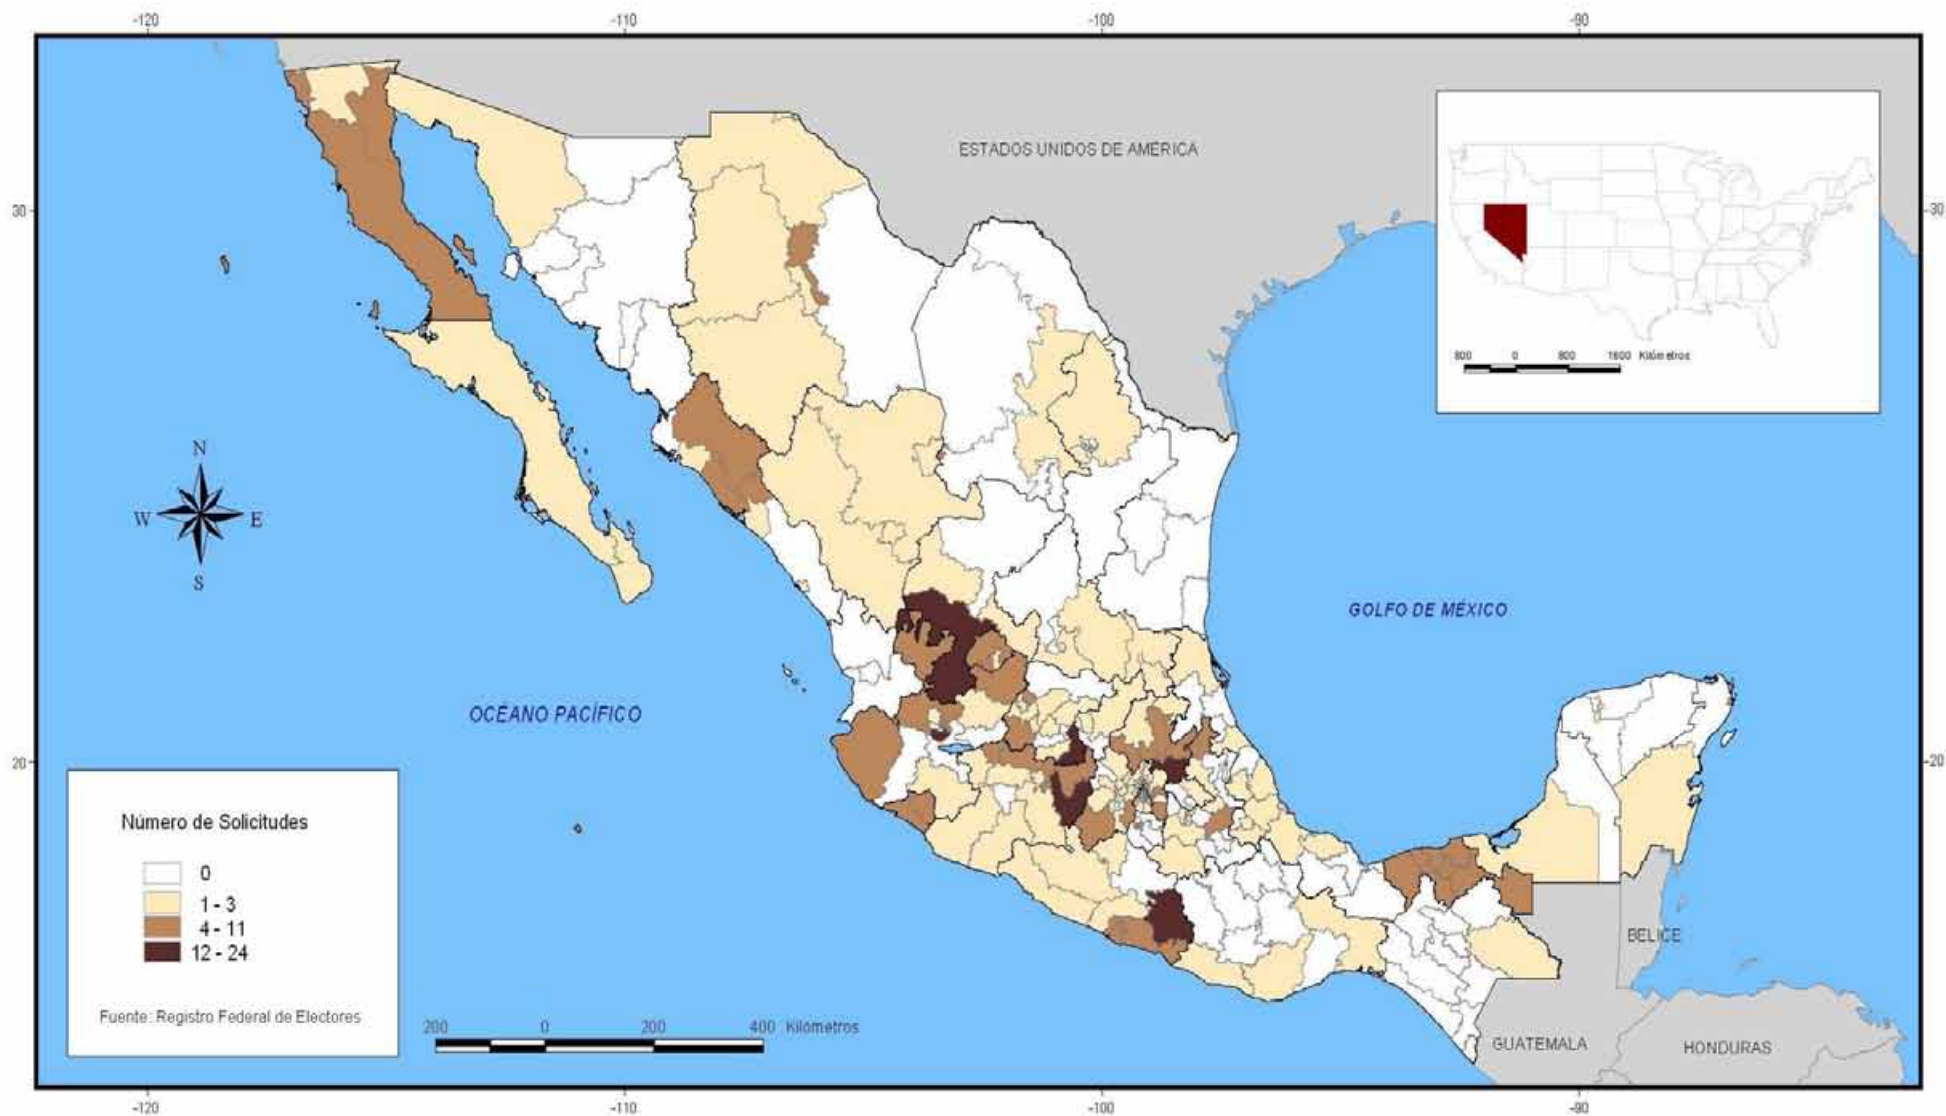 -120
-110
-100
-90
ESTADOS UNIDOS DE AMÉRICA
30
30
800 0 800 1600 Kilómetros
N
W E
S
GOLFO DE MÉXICO
OCÉANO PACÍFICO
20
20
Número de Solicitudes
0
1 - 3
4 - 11
12 - 24
Fuente: Registro Federal de Electores
200 0 200 400 Kilómetros
BELICE
GUATEMALA
HONDURAS
-120
-110
-100
-90